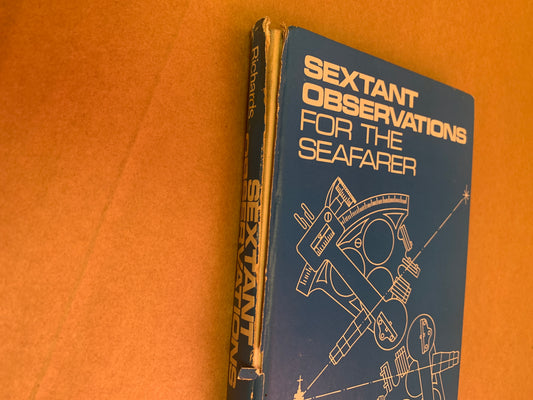 SEXTANT
OBSERVATIONS
FOR THE
SEAFARER
Richards
SEXTANT
OBSERVATIONS